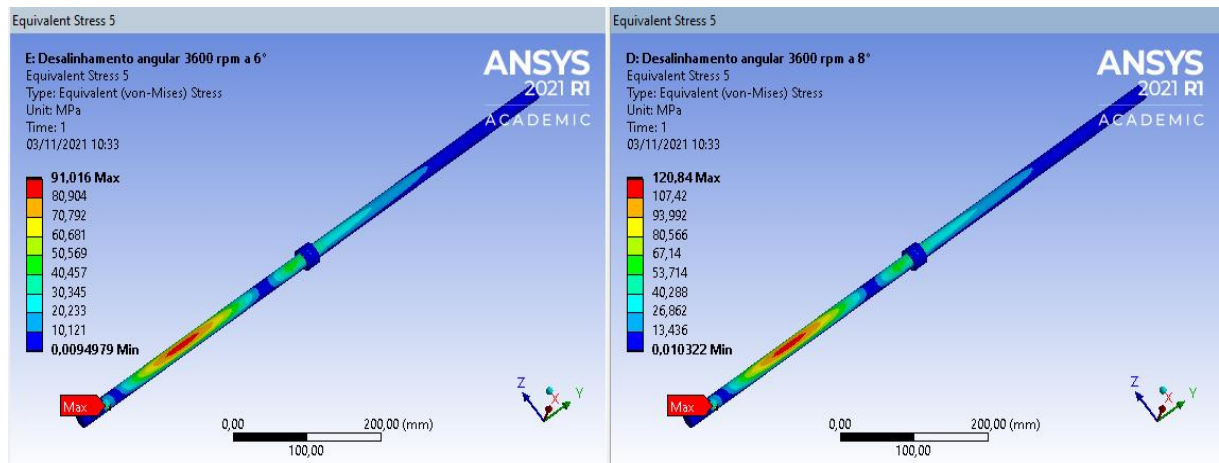 Equivalent Stress 5
E: Desalinhamento angular 3600 rpm a 6°
Equivalent Stress 5
Type: Equivalent (von-Mises) Stress
Unit: MPa
Time: 1
03/11/2021 10:33
ANSYS
2021 R1
ACADEMIC
91,016 Max
80,904
70,792
60,681
50,569
40,457
30,345
20,233
10,121
0,0094979 Min
Max
Z
Y
X
0,00
200,00 (mm)
100,00
Equivalent Stress 5
D: Desalinhamento angular 3600 rpm a 8°
Equivalent Stress 5
Type: Equivalent (von-Mises) Stress
Unit: MPa
Time: 1
03/11/2021 10:33
ANSYS
2021 R1
ACADEMIC
120,84 Max
107,42
93,992
80,566
67,14
53,714
40,288
26,862
13,436
0,010322 Min
Max
Z
Y
X
0,00
200,00 (mm)
100,00